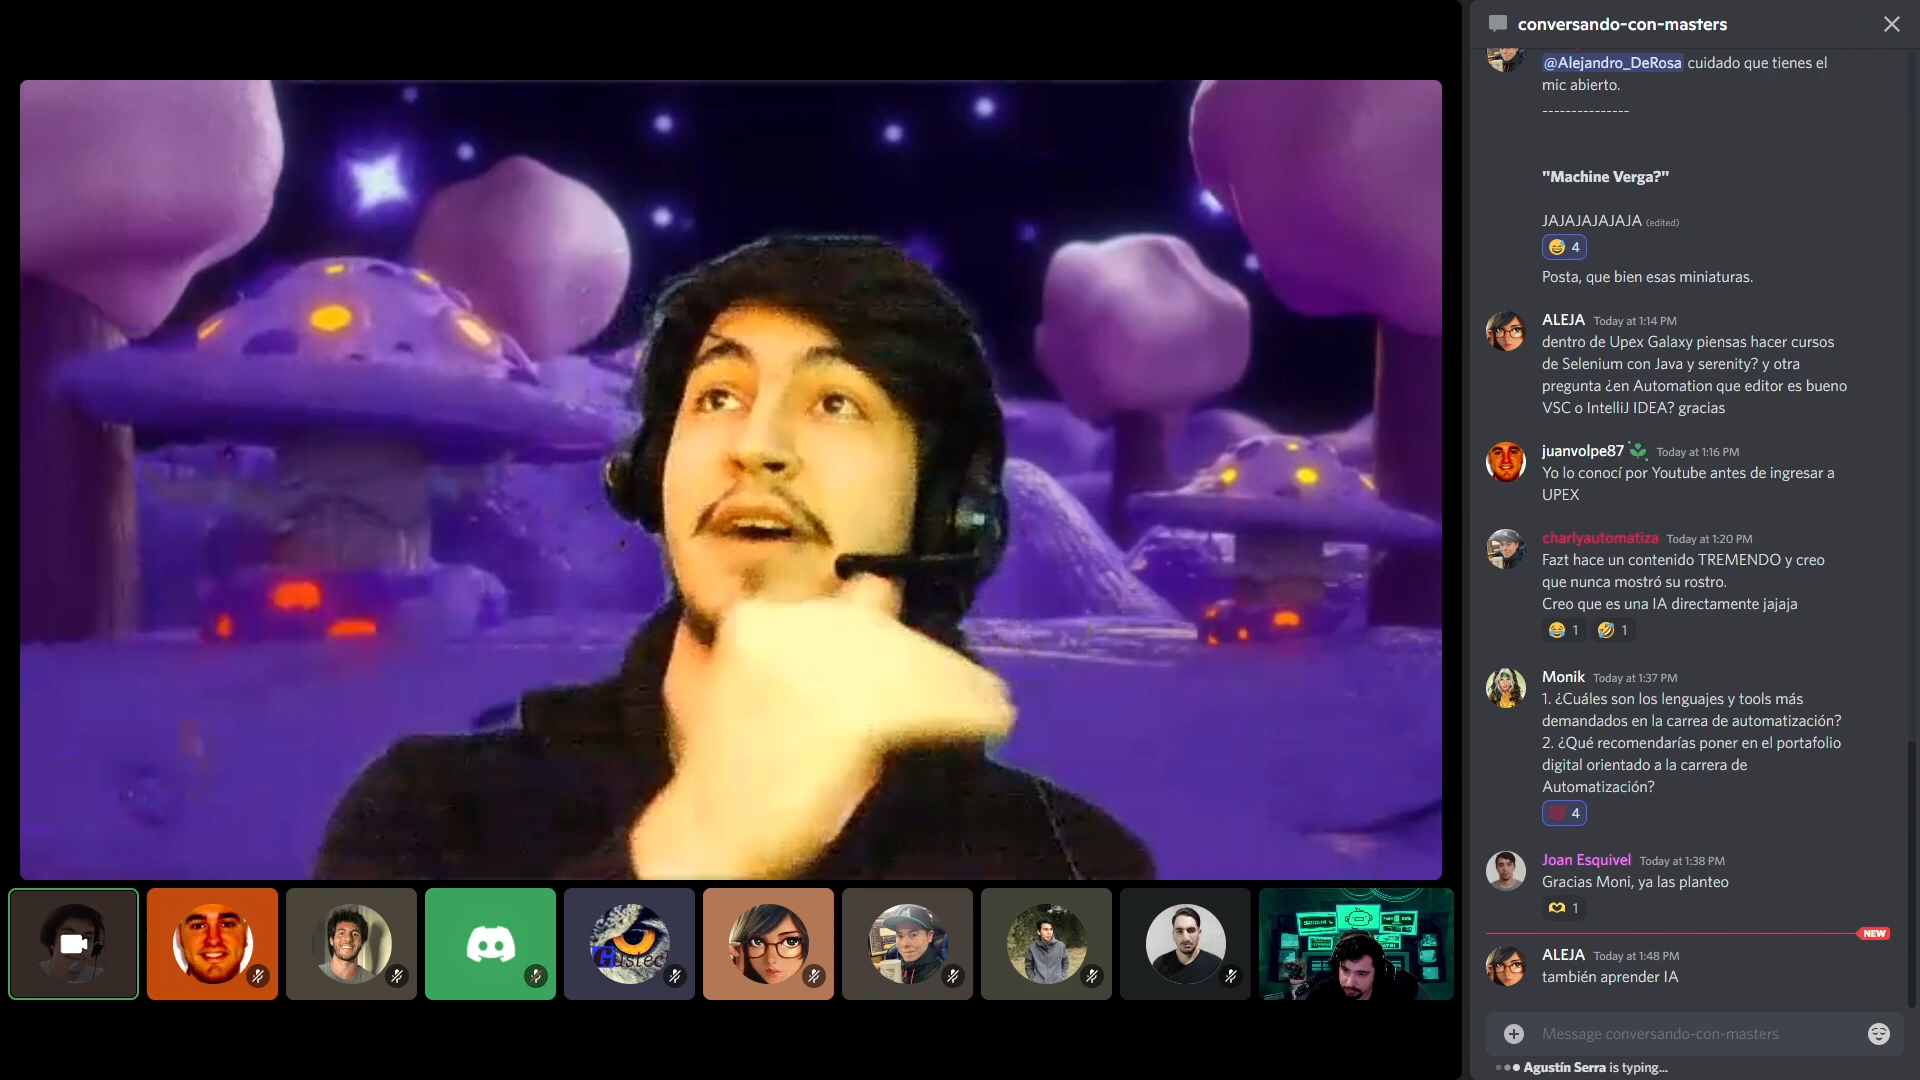 conversando-con-masters
@Alejandro_DeRosa cuidado que tienes el
mic abierto.
---------------
"Machine Verga?"
JAJAJAJAJAJA (edited)
4
Posta, que bien esas miniaturas.
ALEJA Today at 1:14 PM
dentro de Upex Galaxy piensas hacer cursos
de Selenium con Java y serenity? y otra
pregunta ¿en Automation que editor es bueno
VSC o IntelliJ IDEA? gracias
juanvolpe87 Today at 1:16 PM
Yo lo conocí por Youtube antes de ingresar a
UPEX
charlyautomatiza Today at 1:20 PM
Fazt hace un contenido TREMENDO y creo
que nunca mostró su rostro.
Creo que es una IA directamente jajaja
1 1
Monik Today at 1:37 PM
1. ¿Cuáles son los lenguajes y tools más
demandados en la carrea de automatización?
2. ¿Qué recomendarías poner en el portafolio
digital orientado a la carrera de
Automatización?
4
Joan Esquivel Today at 1:38 PM
Gracias Moni, ya las planteo
1
NEW
ALEJA Today at 1:48 PM
también aprender IA
Message conversando-con-masters
Agustín Serra is typing...